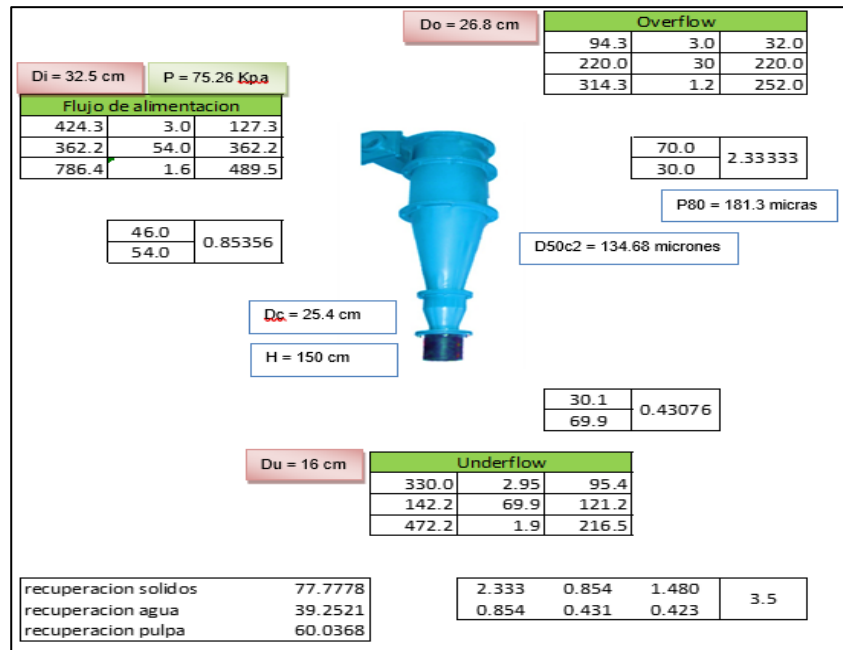 Do = 26.8 cm
Overflow
94.3 3.0 32.0
220.0 30 220.0
314.3 1.2 252.0
Di = 32.5 cm
P = 75.26 Kp.a
Flujo de alimentacion
424.3 3.0 127.3
362.2 54.0 362.2
786.4 1.6 489.5
70.0
30.0
2.33333
P80 = 181.3 micras
46.0
54.0
0.85356
D50c2 = 134.68 micrones
Dc = 25.4 cm
H = 150 cm
30.1
69.9
0.43076
Du = 16 cm
Underflow
330.0 2.95 95.4
142.2 69.9 121.2
472.2 1.9 216.5
recuperacion solidos 77.7778
recuperacion agua 39.2521
recuperacion pulpa 60.0368
2.333 0.854 1.480
0.854 0.431 0.423
3.5